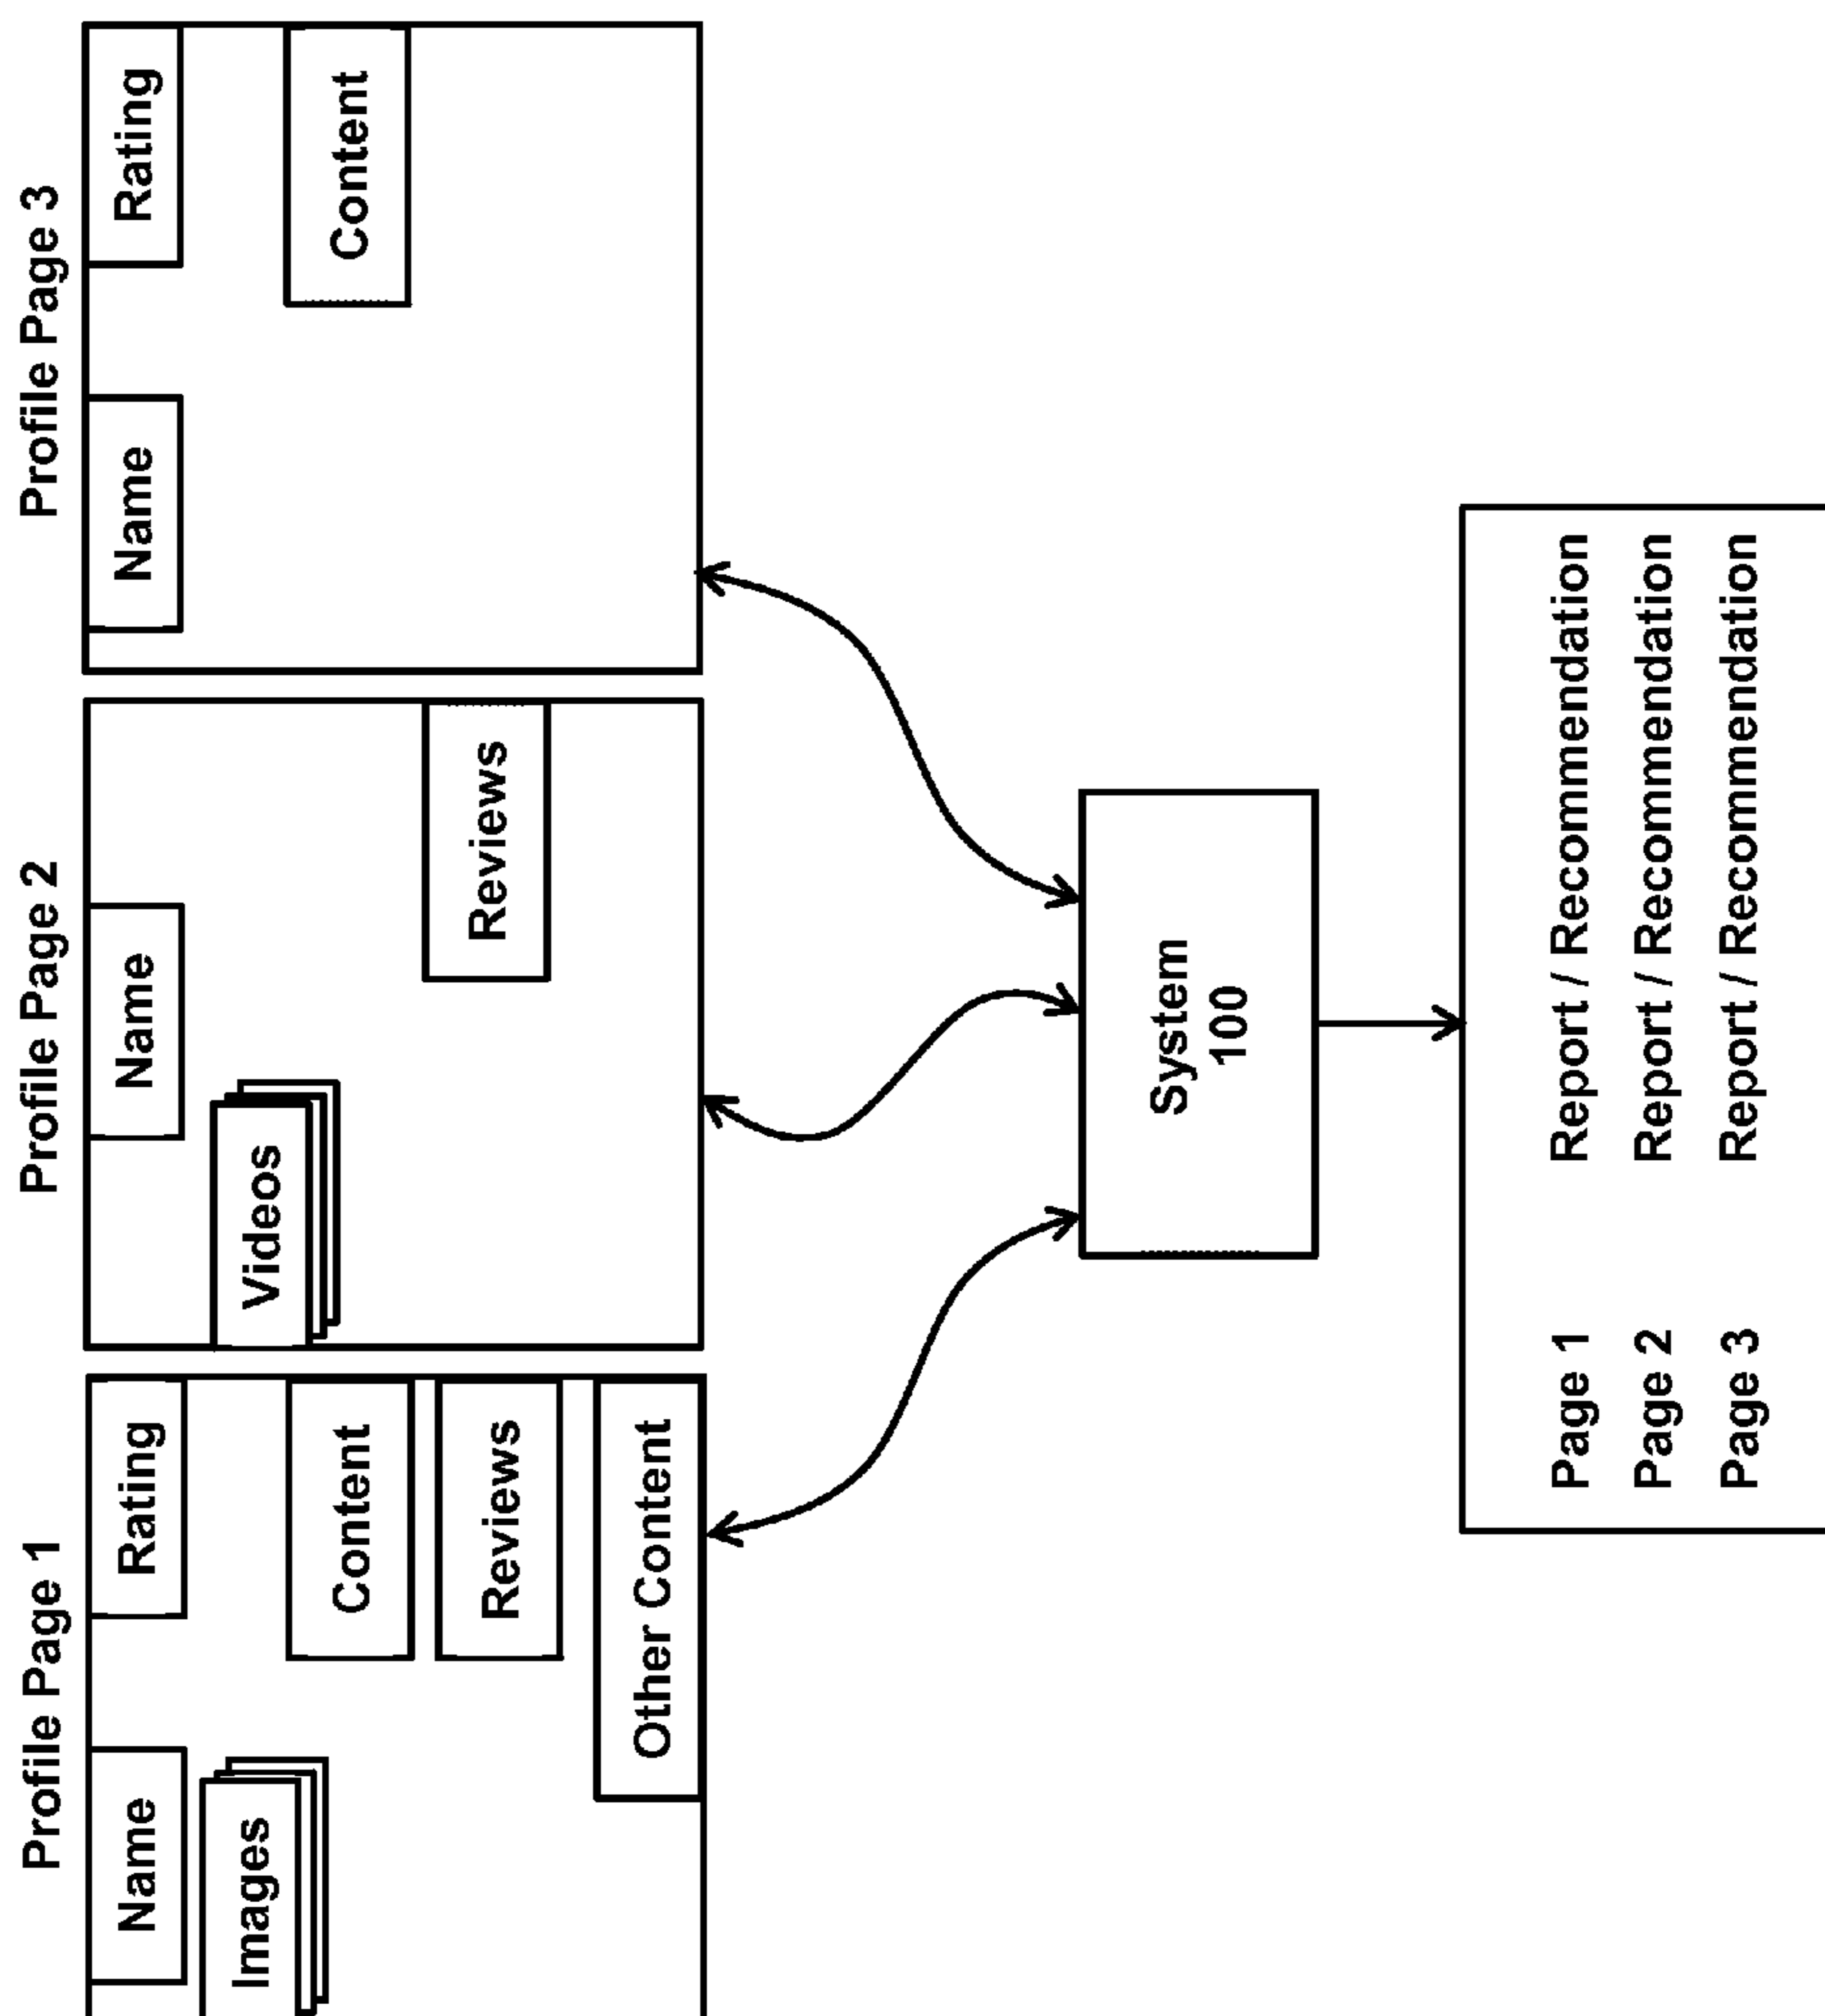 Profile Page 1
Name
Rating
Images
Content
Reviews
Other Content
Profile Page 2
Name
Videos
Reviews
Profile Page 3
Name
Rating
Content
System
100
Page 1 Report / Recommendation
Page 2 Report / Recommendation
Page 3 Report / Recommendation